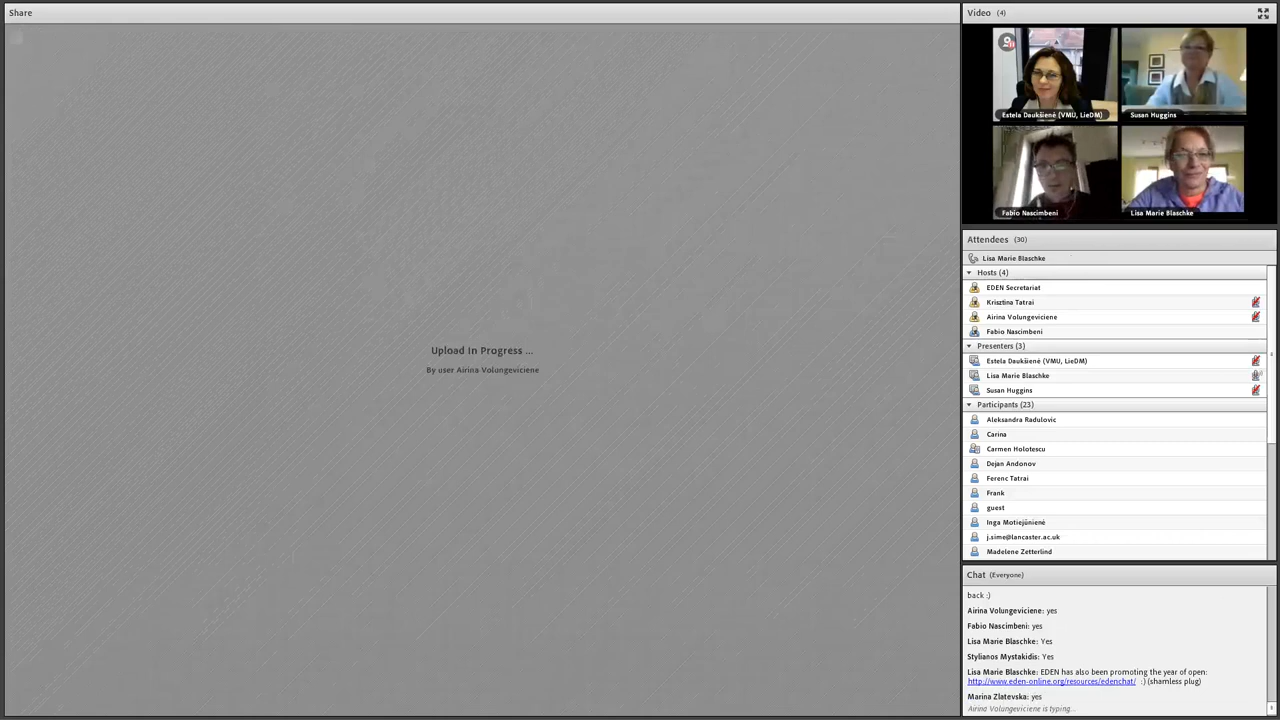 Share
Upload In Progress ...
By user Airina Volungeviciene
Video (4)
Estela Daukšienė (VMU, LieDM)
Susan Huggins
Fabio Nascimbeni
Lisa Marie Blaschke
Attendees (30)
Lisa Marie Blaschke
Hosts (4)
EDEN Secretariat
Krisztina Tatrai
Airina Volungeviciene
Fabio Nascimbeni
Presenters (3)
Estela Daukšienė (VMU, LieDM)
Lisa Marie Blaschke
Susan Huggins
Participants (23)
Aleksandra Radulovic
Carina
Carmen Holotescu
Dejan Andonov
Ferenc Tatrai
Frank
guest
Inga Motiejūnienė
j.sime@lancaster.ac.uk
Madelene Zetterlind
Chat (Everyone)
back :)
Airina Volungeviciene: yes
Fabio Nascimbeni: yes
Lisa Marie Blaschke: Yes
Stylianos Mystakidis: Yes
Lisa Marie Blaschke: EDEN has also been promoting the year of open:
http://www.eden-online.org/resources/edenchat/ :) (shamless plug)
Marina Zlatevska: yes
Airina Volungeviciene is typing...